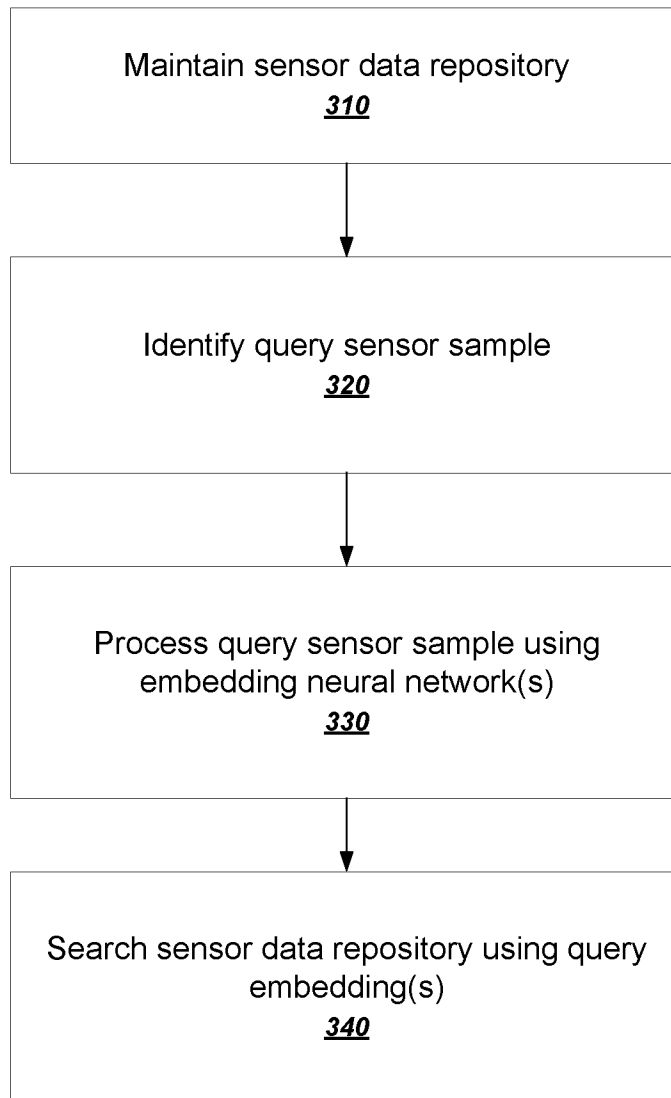 Maintain sensor data repository
310
Identify query sensor sample
320
Process query sensor sample using
embedding neural network(s)
330
Search sensor data repository using query
embedding(s)
340